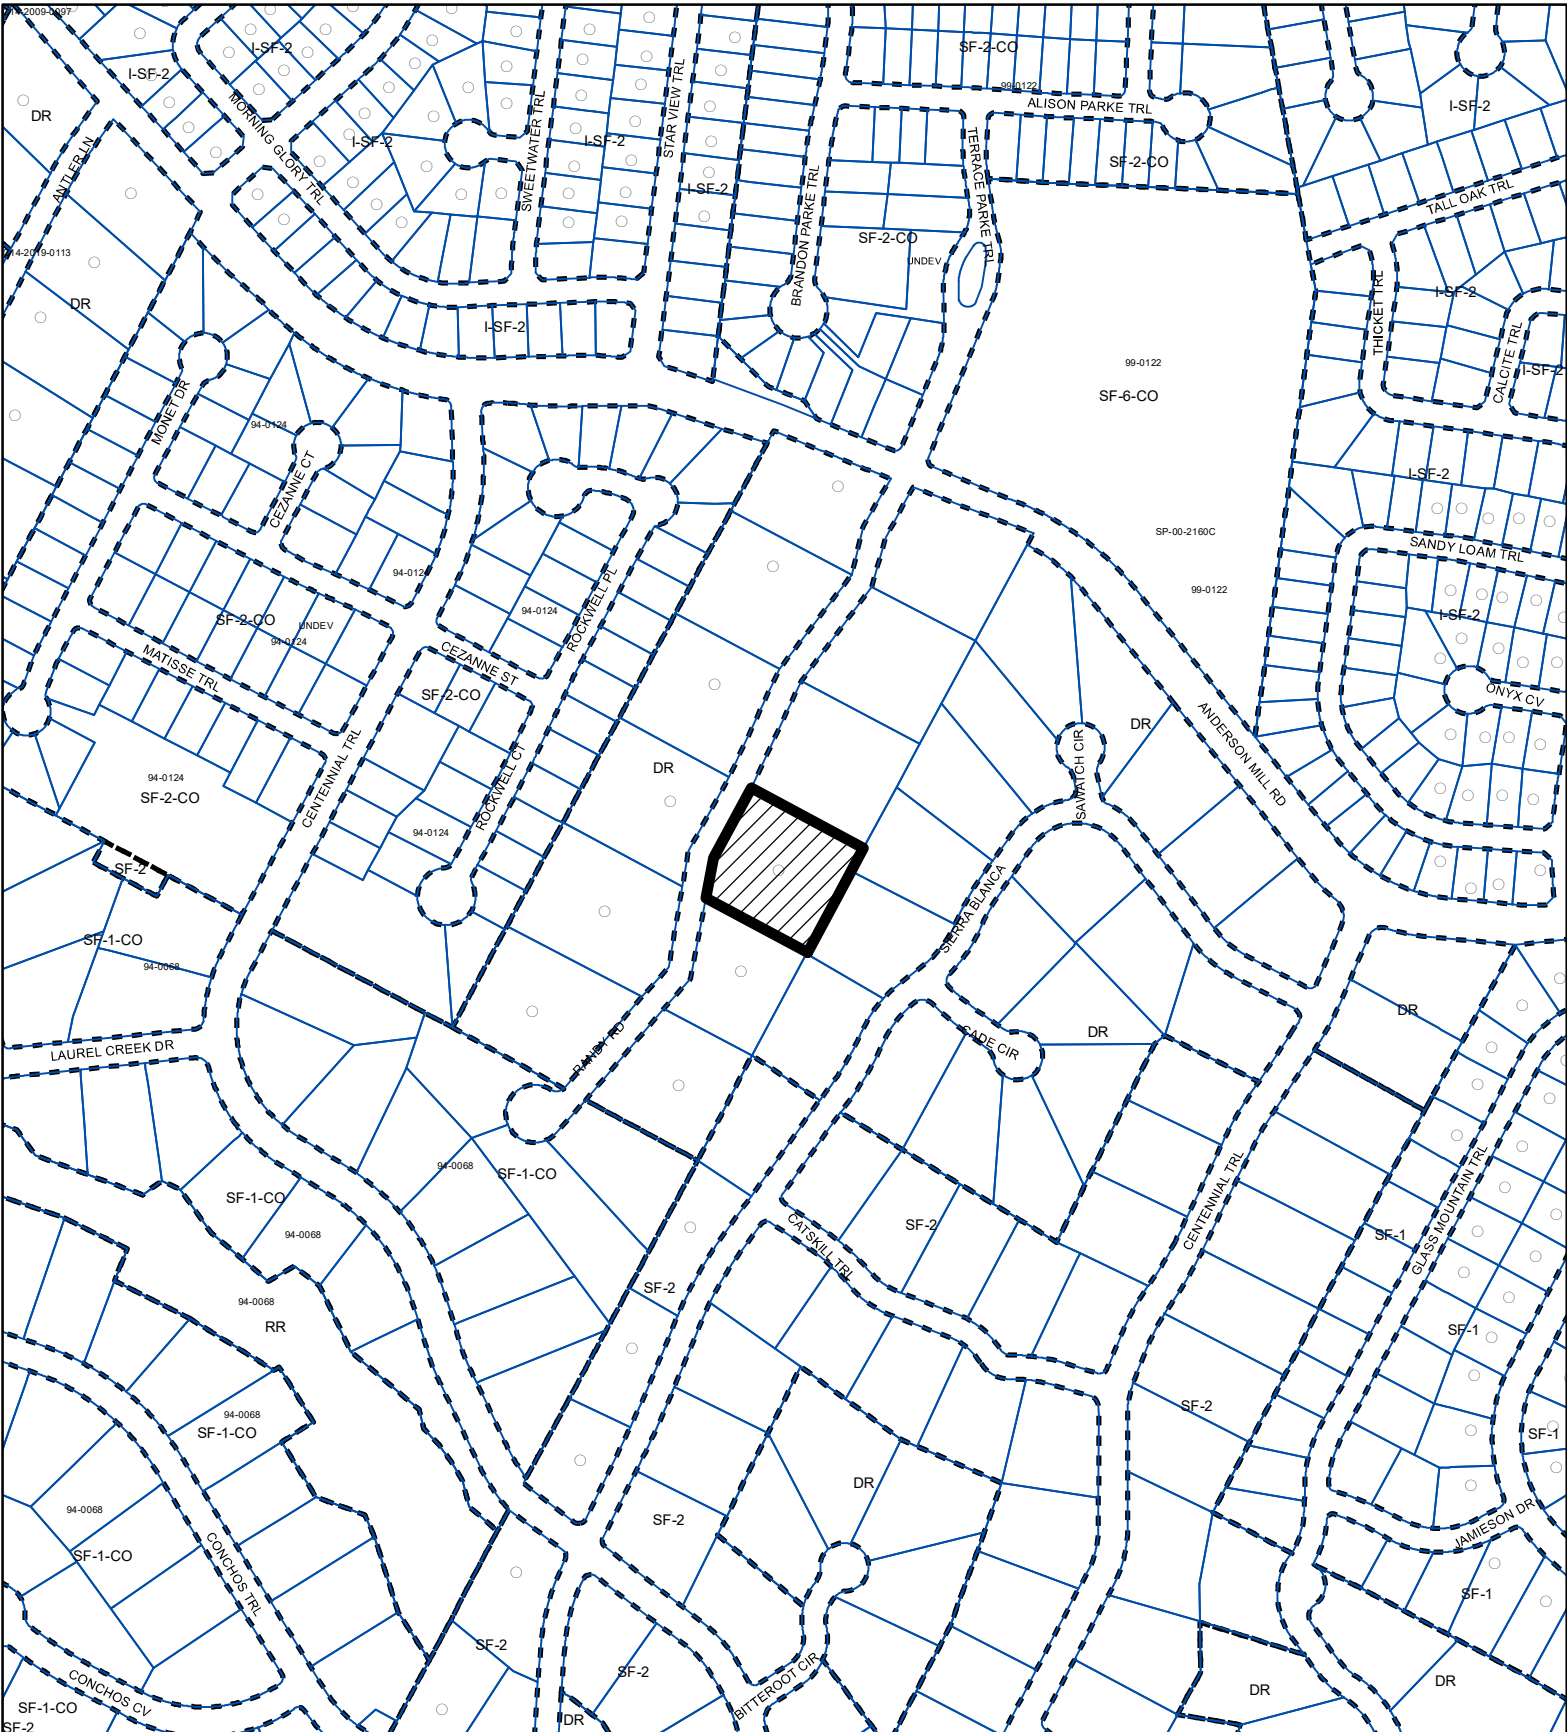 14-2009-0097
I-SF-2
SF-2-CO
I-SF-2
99-0122
ALISON PARKE TRL
I-SF-2
DR
MORNING GLORY TRL
I-SF-2
SWEETWATER TRL
I-SF-2
STAR VIEW TRL
SF-2-CO
ANTLER LN
I-SF-2
TERRACE PARKE TRL
TALL OAK TRL
BRANDON PARKE TRL
SF-2-CO
UNDEV
14-2019-0113
DR
I-SF-2
THICKET TRL
I-SF-2
CALCITE TRL
I-SF-2
99-0122
SF-6-CO
MONET DR
94-0124
CEZANNE CT
I-SF-2
SP-00-2160C
SANDY LOAM TRL
94-0124
99-0122
94-0124
ROCKWELL PL
I-SF-2
SF-2-CO
UNDEV
94-0124
MATISSE TRL
CEZANNE ST
SF-2-CO
ONYX CV
DR
ANDERSON MILL RD
SAWATCH CIR
DR
94-0124
SF-2-CO
CENTENNIAL TRL
ROCKWELL CT
94-0124
SF-2
SIERRA BLANCA
SF-1-CO
94-0068
DR
RANDY RD
CADE CIR
DR
LAUREL CREEK DR
94-0068
SF-1-CO
SF-1-CO
94-0068
CATSKILL TRL
SF-2
CENTENNIAL TRL
SF-1
GLASS MOUNTAIN TRL
SF-2
94-0068
RR
SF-1
94-0068
SF-1-CO
SF-2
SF-1
DR
94-0068
SF-2
JAMIESON DR
SF-1-CO
CONCHOS TRL
SF-1
SF-2
SF-2
BITTEROOT CIR
DR
DR
CONCHOS CV
SF-1-CO
DR
SF-2